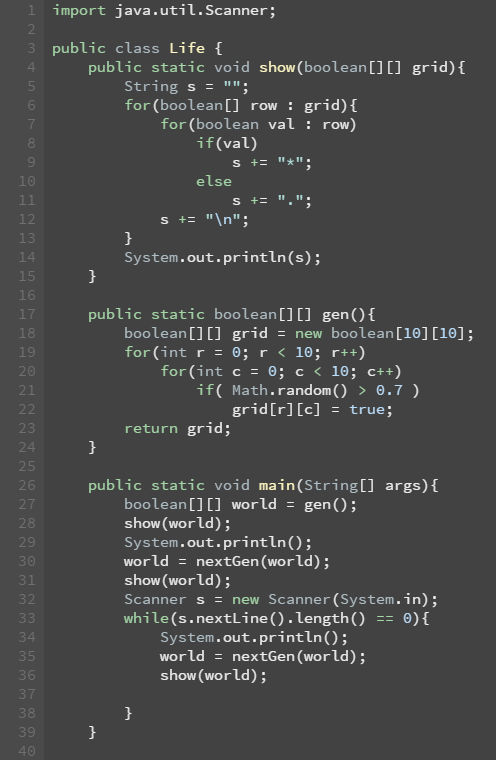 1 import java.util.Scanner;
2
3 public class Life {
4     public static void show(boolean[][] grid){
5         String s = "";
6         for(boolean[] row : grid){
7             for(boolean val : row)
8                 if(val)
9                     s += "*";
10                 else
11                     s += ".";
12             s += "\n";
13         }
14         System.out.println(s);
15     }
16
17     public static boolean[][] gen(){
18         boolean[][] grid = new boolean[10][10];
19         for(int r = 0; r < 10; r++)
20             for(int c = 0; c < 10; c++)
21                 if( Math.random() > 0.7 )
22                     grid[r][c] = true;
23         return grid;
24     }
25
26     public static void main(String[] args){
27         boolean[][] world = gen();
28         show(world);
29         System.out.println();
30         world = nextGen(world);
31         show(world);
32         Scanner s = new Scanner(System.in);
33         while(s.nextLine().length() == 0){
34             System.out.println();
35             world = nextGen(world);
36             show(world);
37
38         }
39     }
40